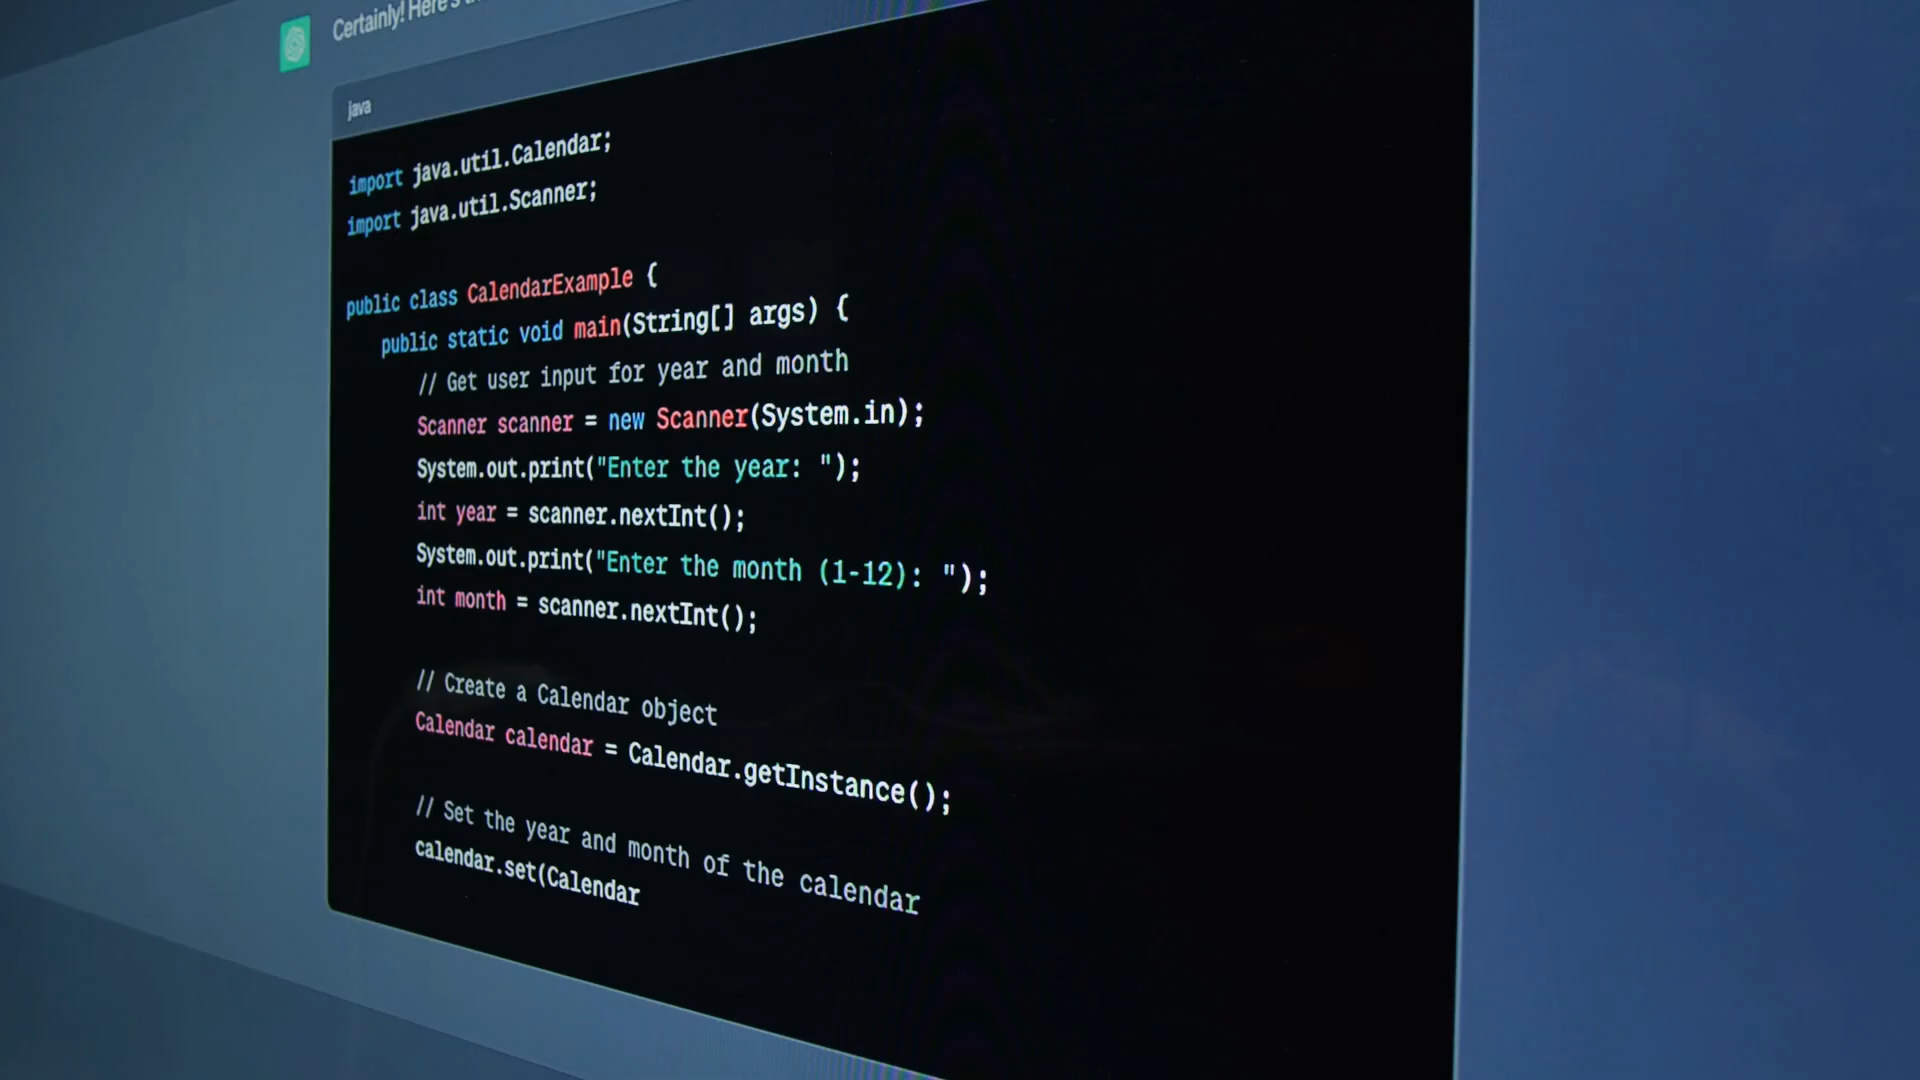 Certainly! Here's
java
import java.util.Calendar;
import java.util.Scanner;
public class CalendarExample {
public static void main(String[] args) {
// Get user input for year and month
Scanner scanner = new Scanner(System.in);
System.out.print("Enter the year: ");
int year = scanner.nextInt();
System.out.print("Enter the month (1-12): ");
int month = scanner.nextInt();
// Create a Calendar object
Calendar calendar = Calendar.getInstance();
// Set the year and month of the calendar
calendar.set(Calendar